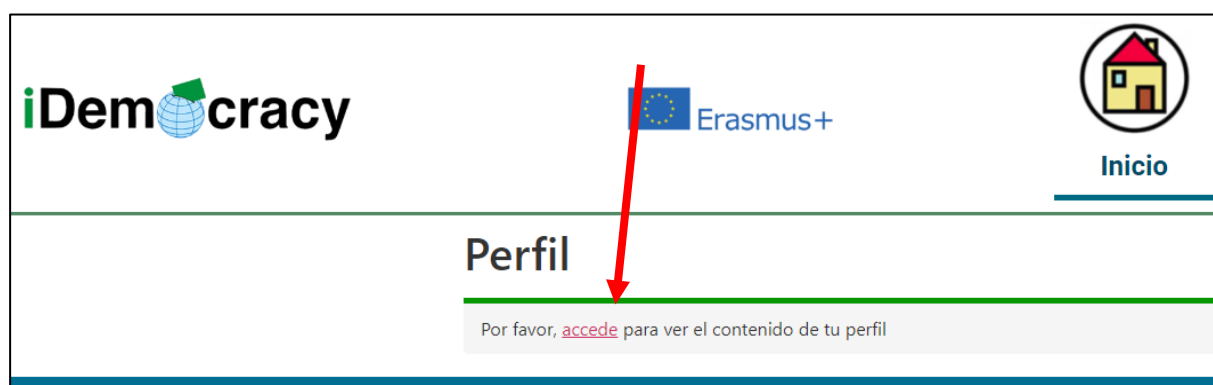 iDemocracy
Erasmus+
Inicio
Perfil
Por favor, accede para ver el contenido de tu perfil